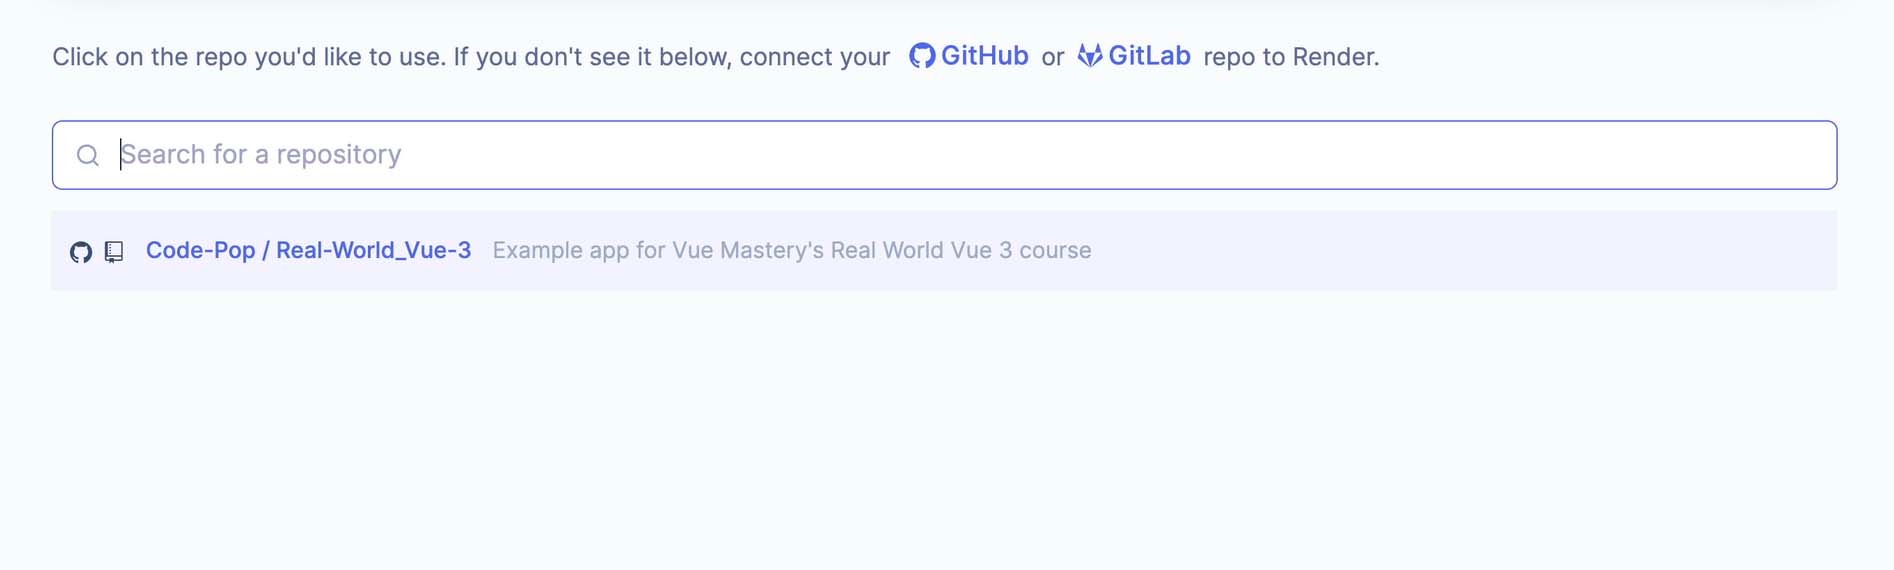 Click on the repo you'd like to use. If you don't see it below, connect your GitHub or GitLab repo to Render.
Search for a repository
Code-Pop / Real-World_Vue-3 Example app for Vue Mastery's Real World Vue 3 course